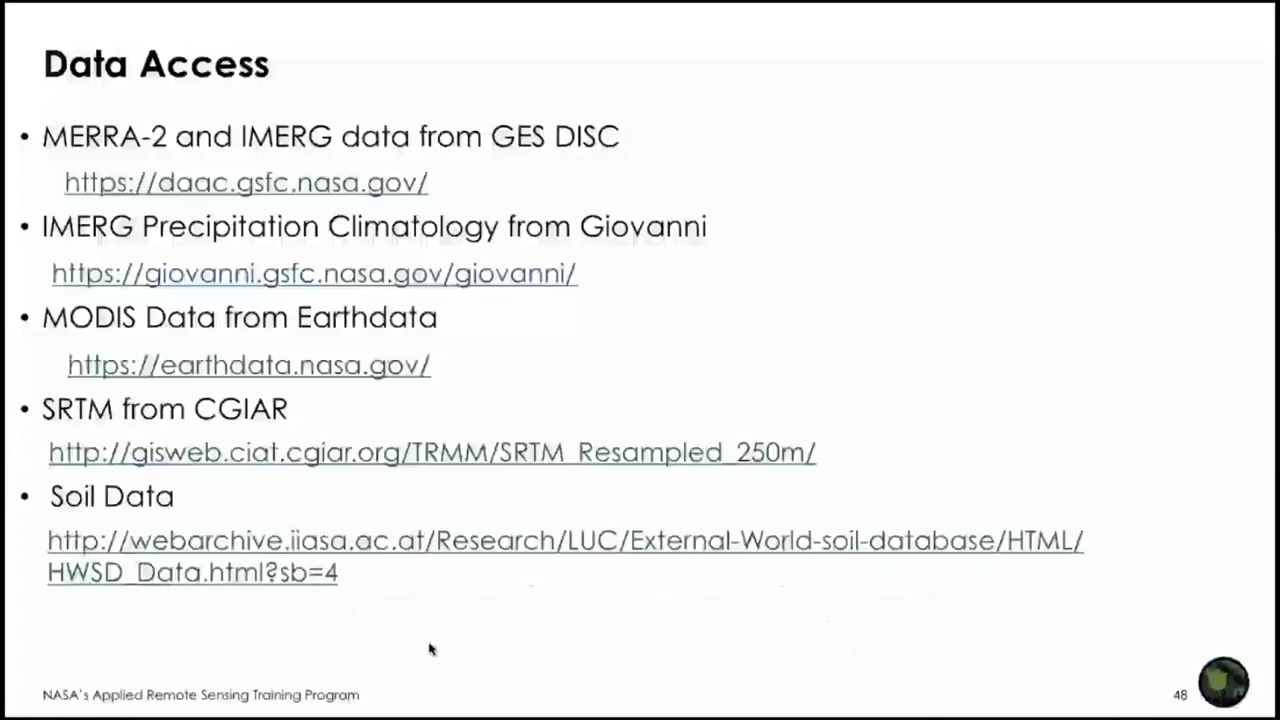 Data Access
• MERRA-2 and IMERG data from GES DISC
https://daac.gsfc.nasa.gov/
• IMERG Precipitation Climatology from Giovanni
https://giovanni.gsfc.nasa.gov/giovanni/
• MODIS Data from Earthdata
https://earthdata.nasa.gov/
• SRTM from CGIAR
http://gisweb.ciat.cgiar.org/TRMM/SRTM_Resampled_250m/
• Soil Data
http://webarchive.iiasa.ac.at/Research/LUC/External-World-soil-database/HTML/
HWSD_Data.html?sb=4
NASA's Applied Remote Sensing Training Program
48